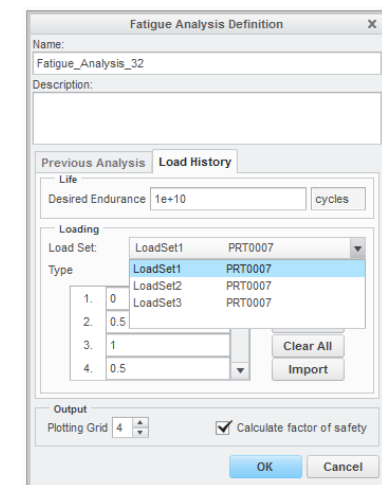 Fatigue Analysis Definition x
Name:
Fatigue_Analysis_32
Description:
Previous Analysis Load History
Life
Desired Endurance 1e+10 cycles
Loading
Load Set: LoadSet1 PRT0007
Type LoadSet1 PRT0007
LoadSet2 PRT0007
LoadSet3 PRT0007
1. 0
2. 0.5
3. 1 Clear All
4. 0.5 Import
Output
Plotting Grid 4 Calculate factor of safety
OK Cancel